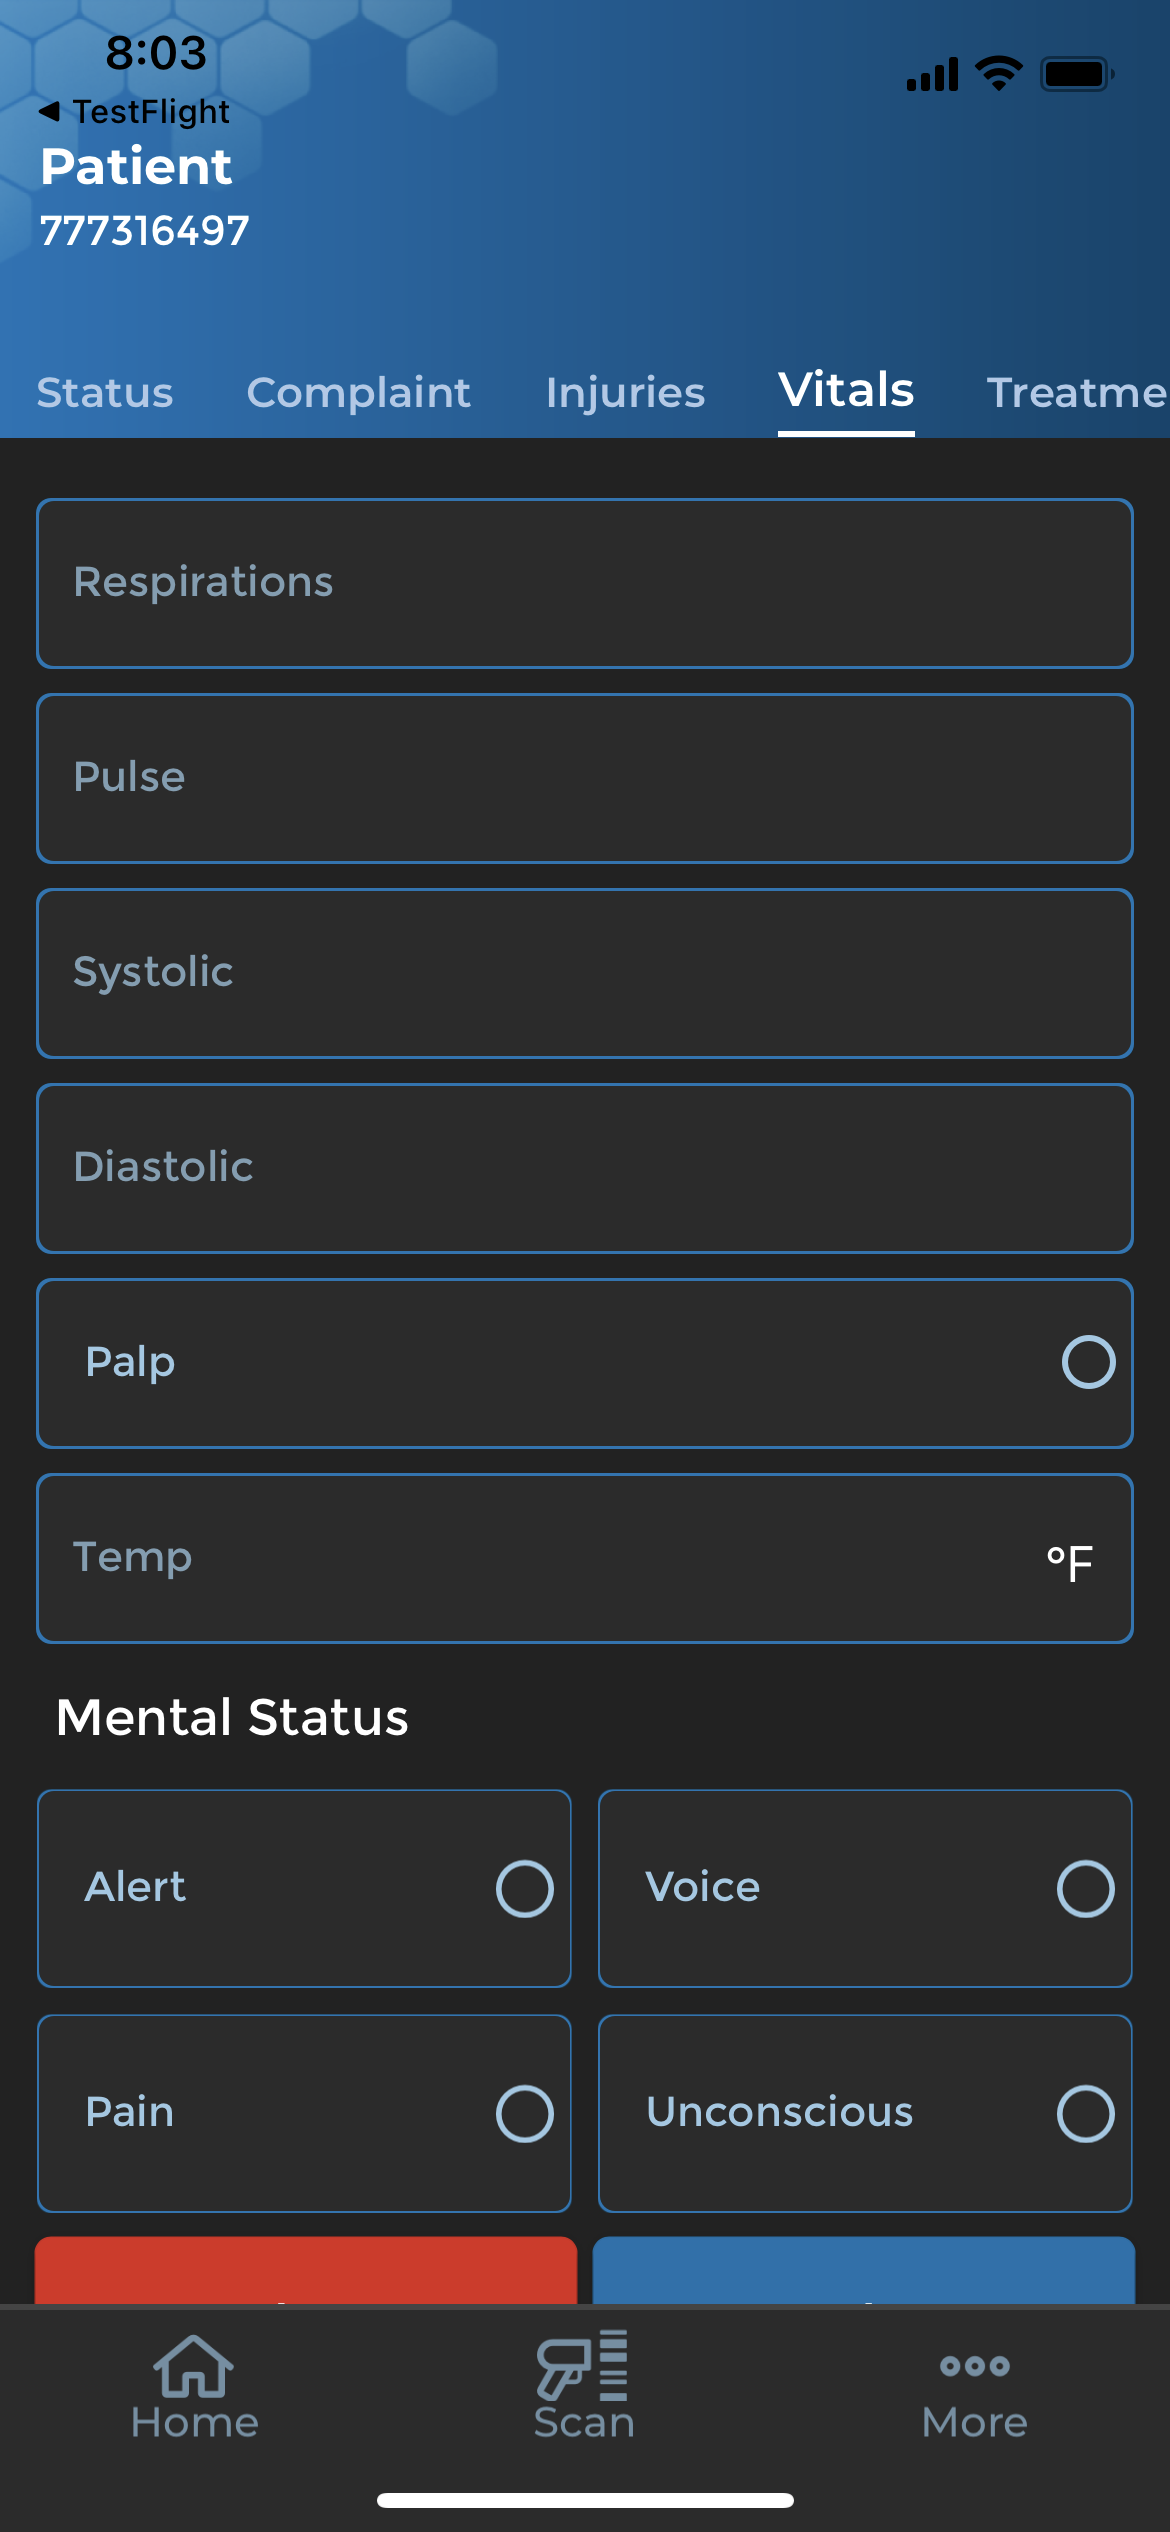 8:03
◀ TestFlight
Patient
777316497
Status Complaint Injuries Vitals Treatme
Respirations
Pulse
Systolic
Diastolic
Palp
Temp °F
Mental Status
Alert Voice
Pain Unconscious
Home Scan More